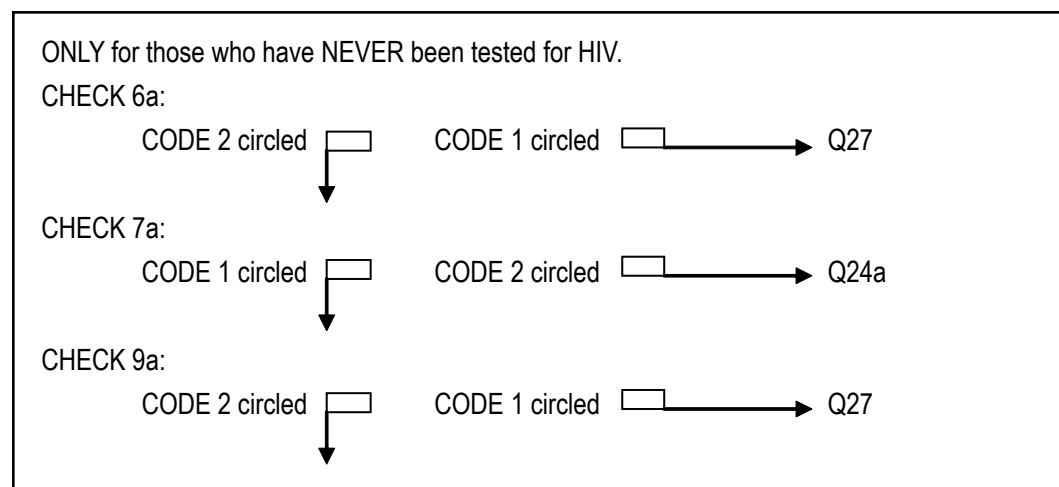 ONLY for those who have NEVER been tested for HIV.
CHECK 6a:
CODE 2 circled CODE 1 circled Q27
CHECK 7a:
CODE 1 circled CODE 2 circled Q24a
CHECK 9a:
CODE 2 circled CODE 1 circled Q27